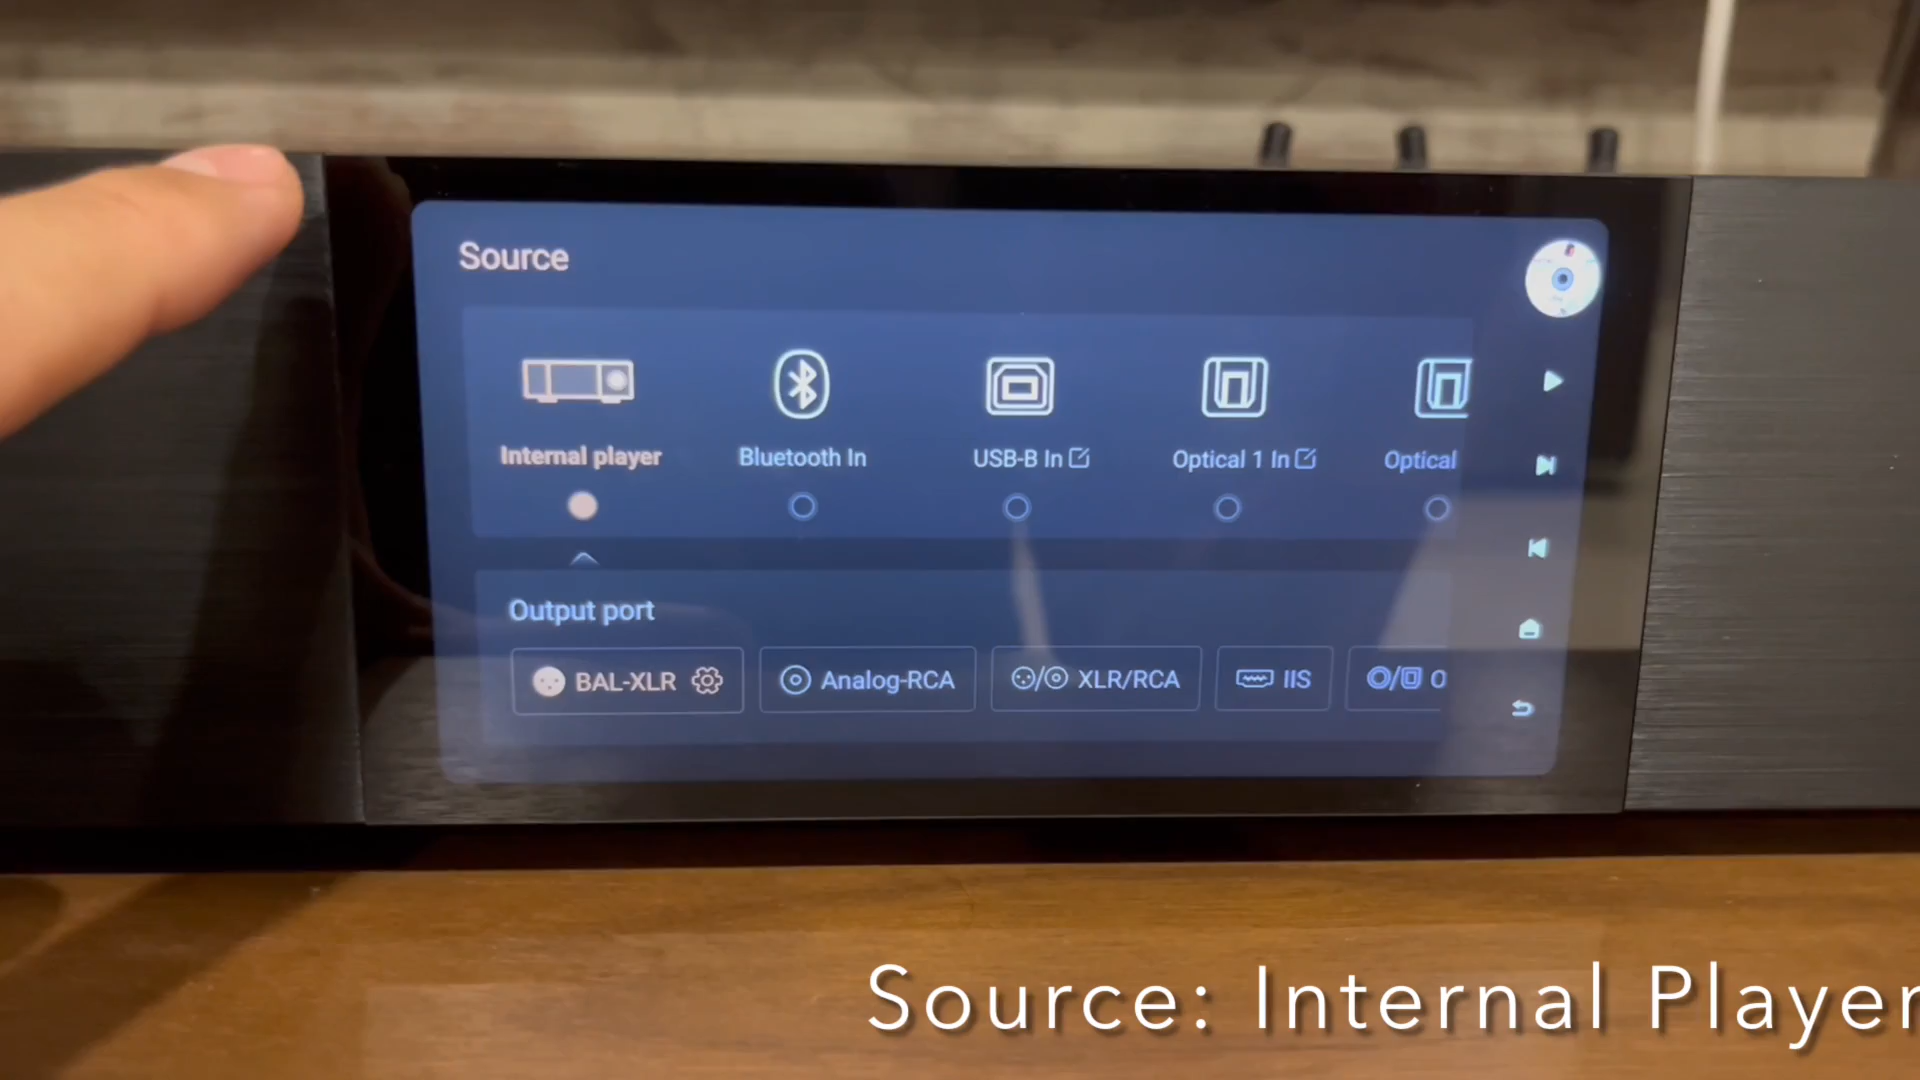 Source
Internal player
Bluetooth In
USB-B In
Optical 1 In
Optical
Output port
BAL-XLR
Analog-RCA
XLR/RCA
IIS
O
Source: Internal Player